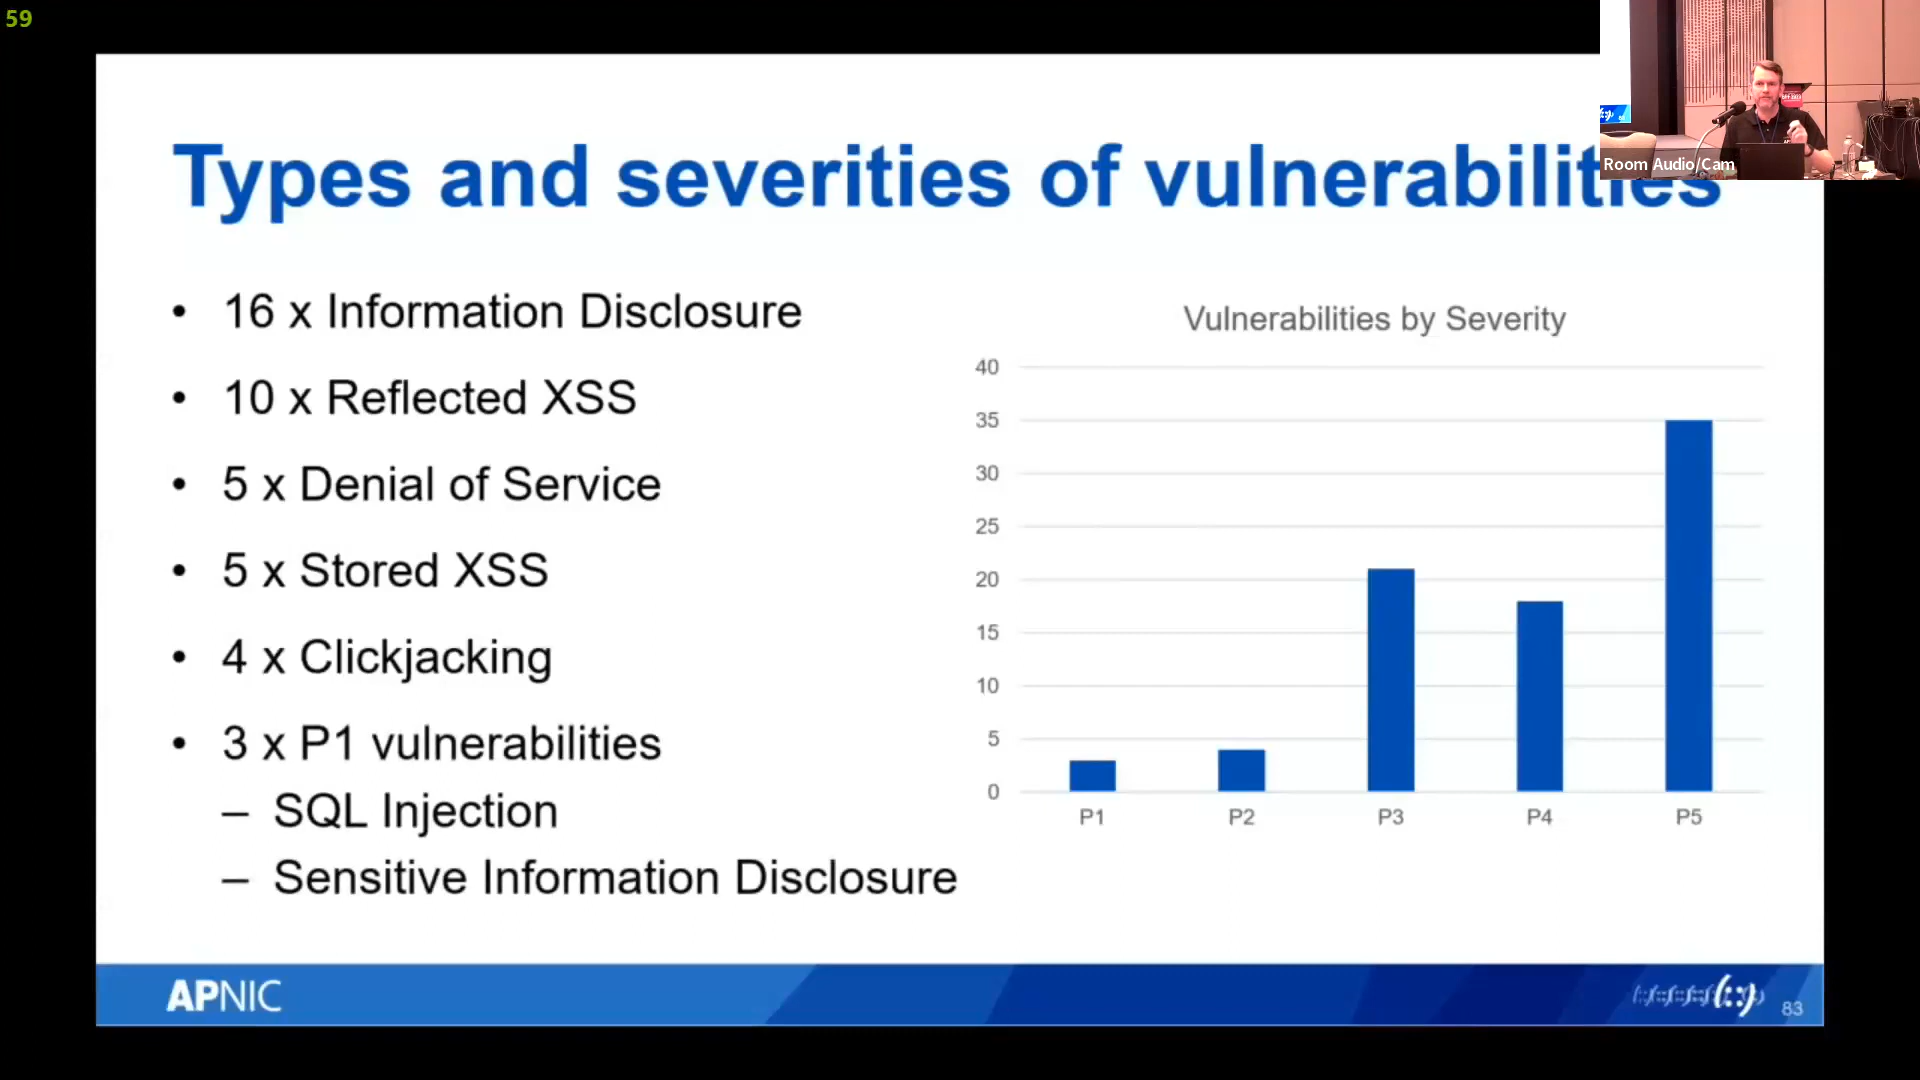 59
Types and severities of vulnerabilities
Room Audio/Cam
• 16 x Information Disclosure
• 10 x Reflected XSS
• 5 x Denial of Service
• 5 x Stored XSS
• 4 x Clickjacking
• 3 x P1 vulnerabilities
– SQL Injection
– Sensitive Information Disclosure
Vulnerabilities by Severity
40
35
30
25
20
15
10
5
0
P1 P2 P3 P4 P5
APNIC
83